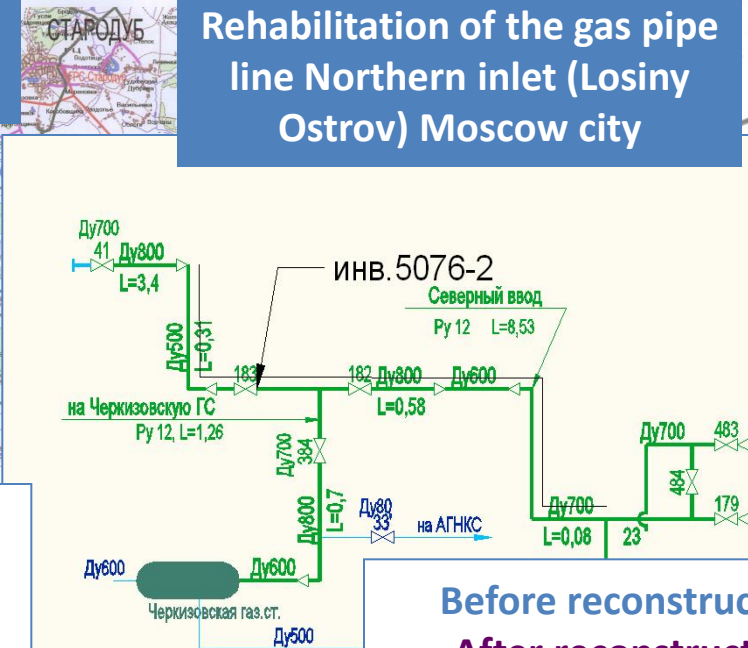 СТАРОДУБ
Rehabilitation of the gas pipe
line Northern inlet (Losiny
Ostrov) Moscow city
Ду700
41 Ду800
L=3,4
инв.5076-2
Северный ввод
Ру 12 L=8,53
Ду500
L=0,31
183
182 Ду800 Ду600
L=0,58
на Черкизовскую ГС
Ру 12, L=1,26
Ду700
384
Ду700
483
484
179
Ду800
L=0,7
Ду80
33
на АГНКС
Ду700
L=0,08
23
Ду600
Ду600
Черкизовская газ.ст.
Ду500
Before reconstruc
After reconstruct